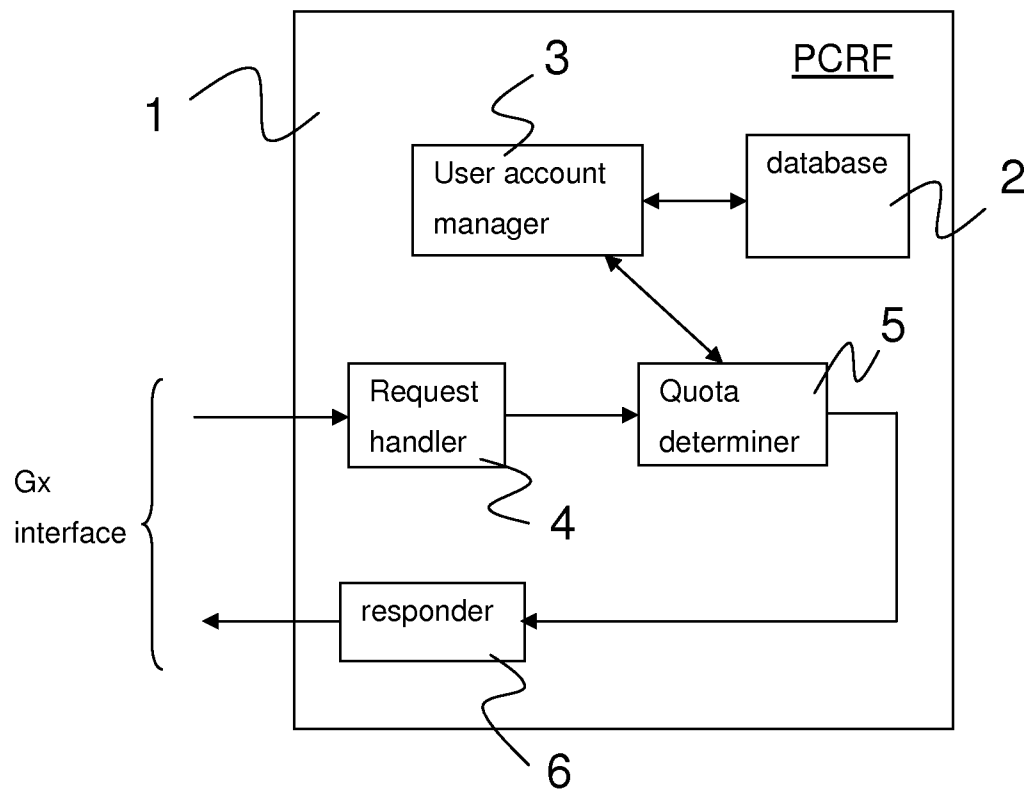 PCRF
3
1
User account
manager
database
2
5
Request
handler
Quota
determiner
Gx
interface
4
responder
6